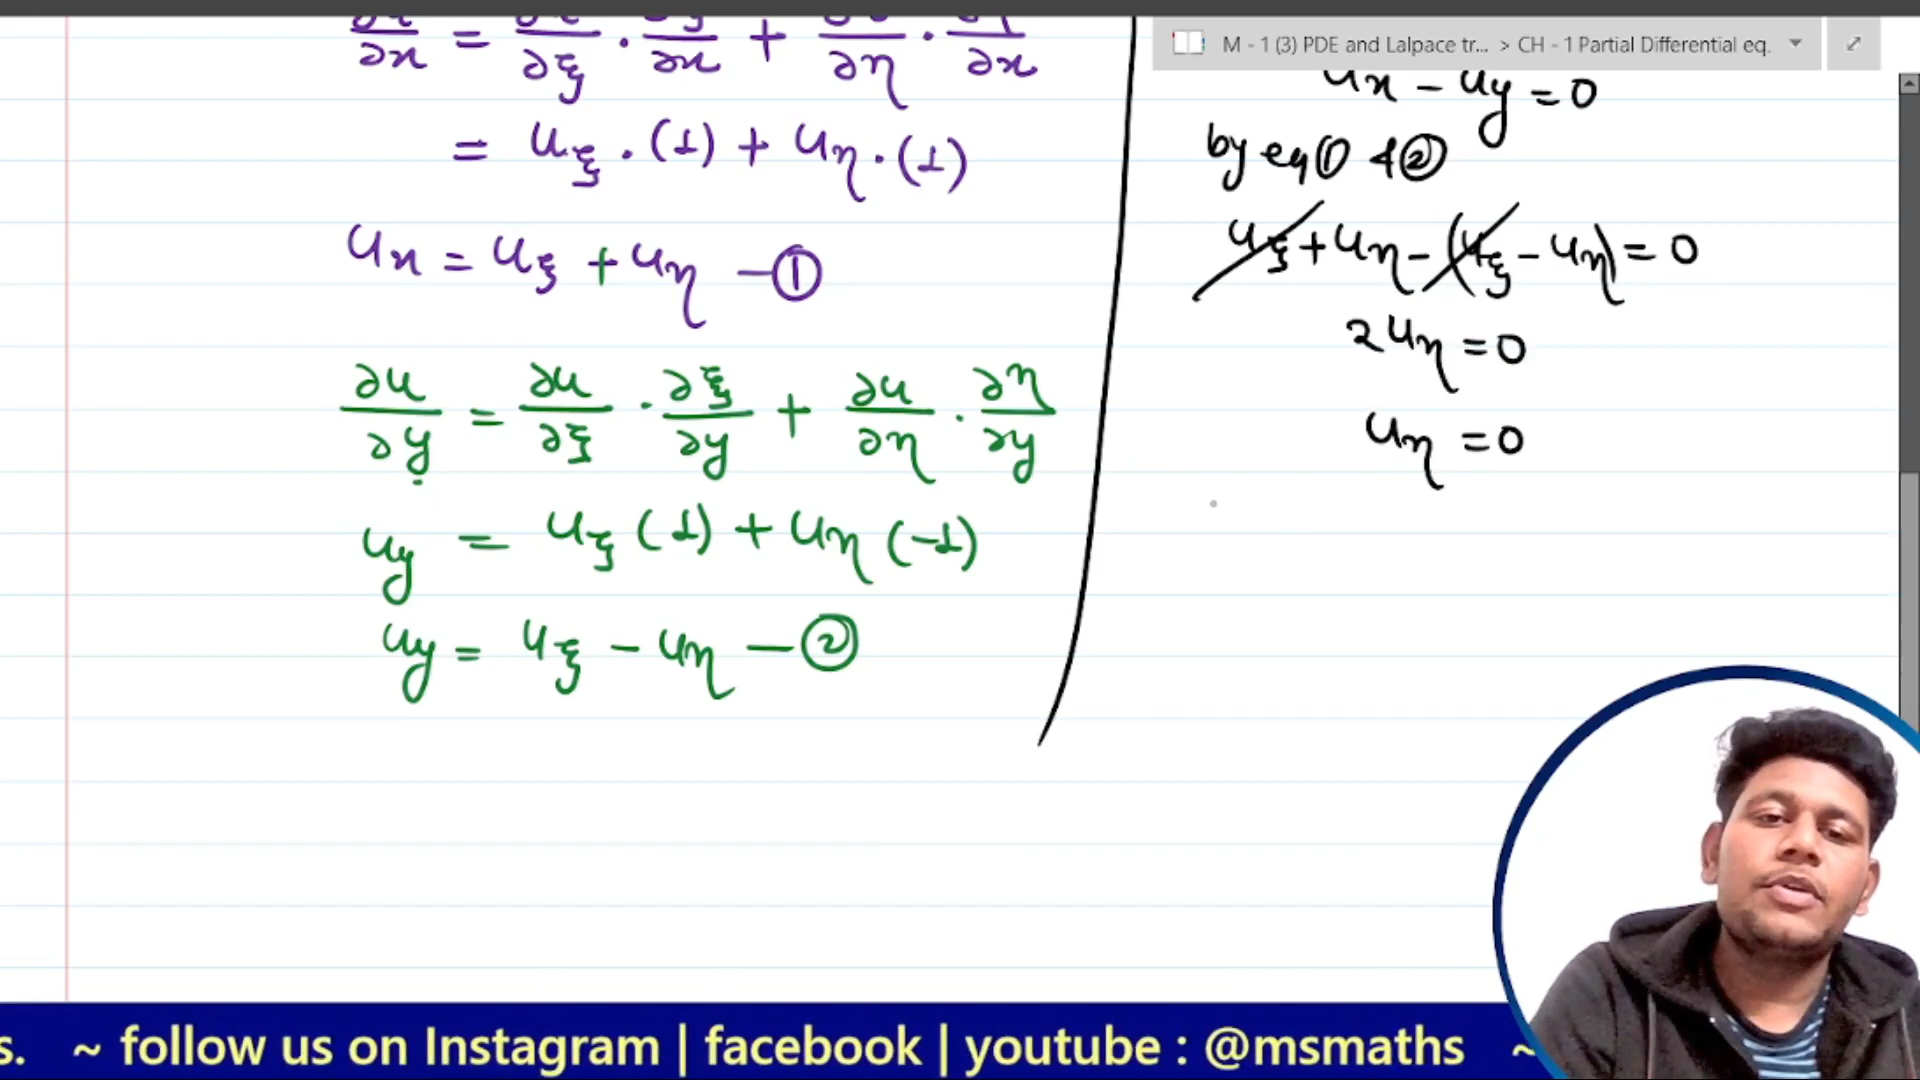 ∂x = ∂ξ · ∂x + ∂η · ∂x
= uξ · (1) + uη · (1)
ux = uξ + uη — ①
∂u/∂y = ∂u/∂ξ · ∂ξ/∂y + ∂u/∂η · ∂η/∂y
uy = uξ (1) + uη (-1)
uy = uξ - uη — ②
M - 1 (3) PDE and Lalpace tr... > CH - 1 Partial Differential eq.
ux - uy = 0
by eq ① & ②
uξ + uη - (uξ - uη) = 0
2uη = 0
uη = 0
s. ~ follow us on Instagram | facebook | youtube : @msmaths ~